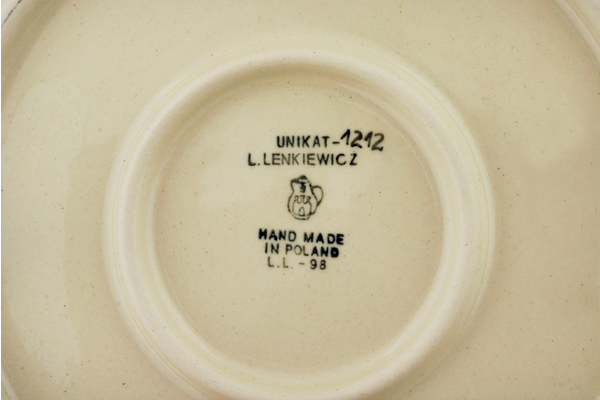 UNIKAT-1212
L.LENKIEWICZ
HAND MADE
IN POLAND
L.L.-98